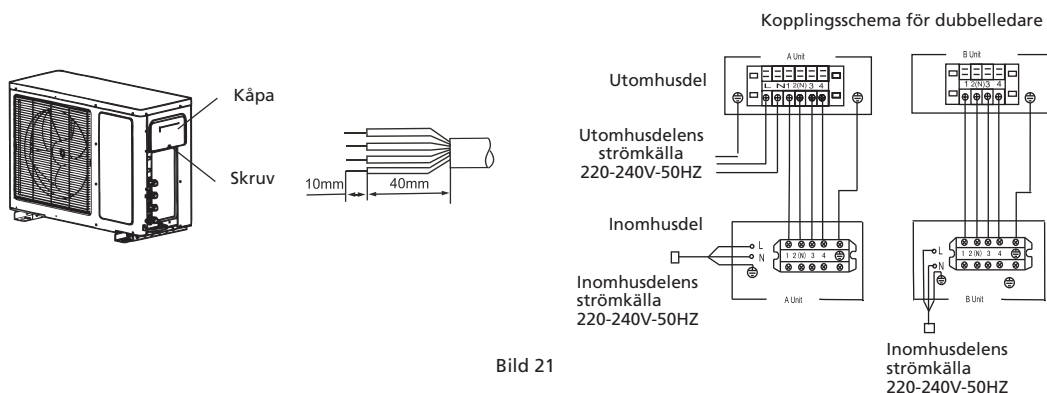 Kopplingsschema för dubbelledare
Kåpa
Skruv
10mm
40mm
Utomhusdel
A Unit
L N 1 2(N) 3 4
B Unit
1 2(N) 3 4
Utomhusdelens
strömkälla
220-240V-50HZ
Inomhusdel
L
N
1 2(N) 3 4
A Unit
Inomhusdelens
strömkälla
220-240V-50HZ
L
N
1 2(N) 3 4
B Unit
Inomhusdelens
strömkälla
220-240V-50HZ
Bild 21